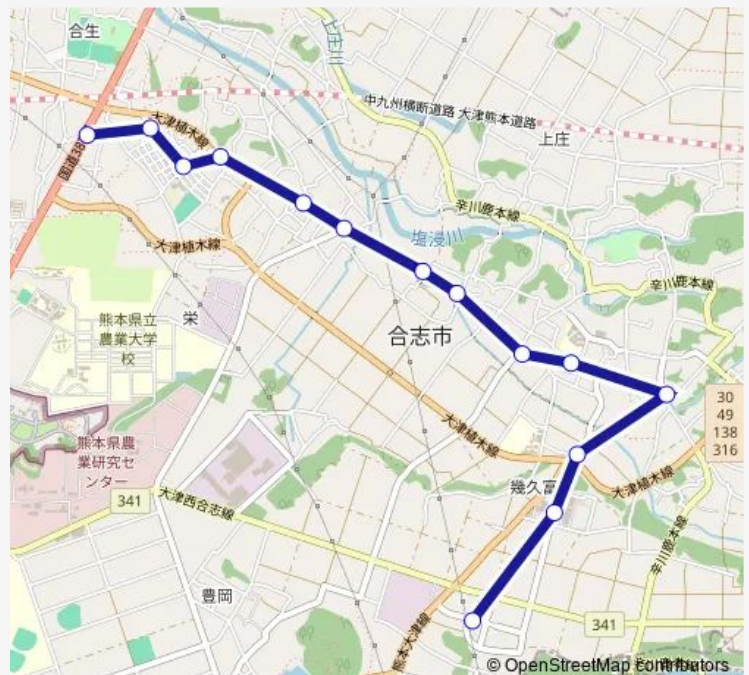 合生
上庄川
中九州横断道路 大津熊本道路
大津植木線
上庄
国道38
辛川鹿本線
塩浸川
大津植木線
辛川鹿本線
熊本県立
農業大学
校
栄
合志市
30
49
138
316
大津植木線
熊本県農
業研究セ
ンター
341
大津西合志線
幾久富
大津植木線
辛川鹿本線
豊岡
341
熊本大津線
© OpenStreetMap contributors